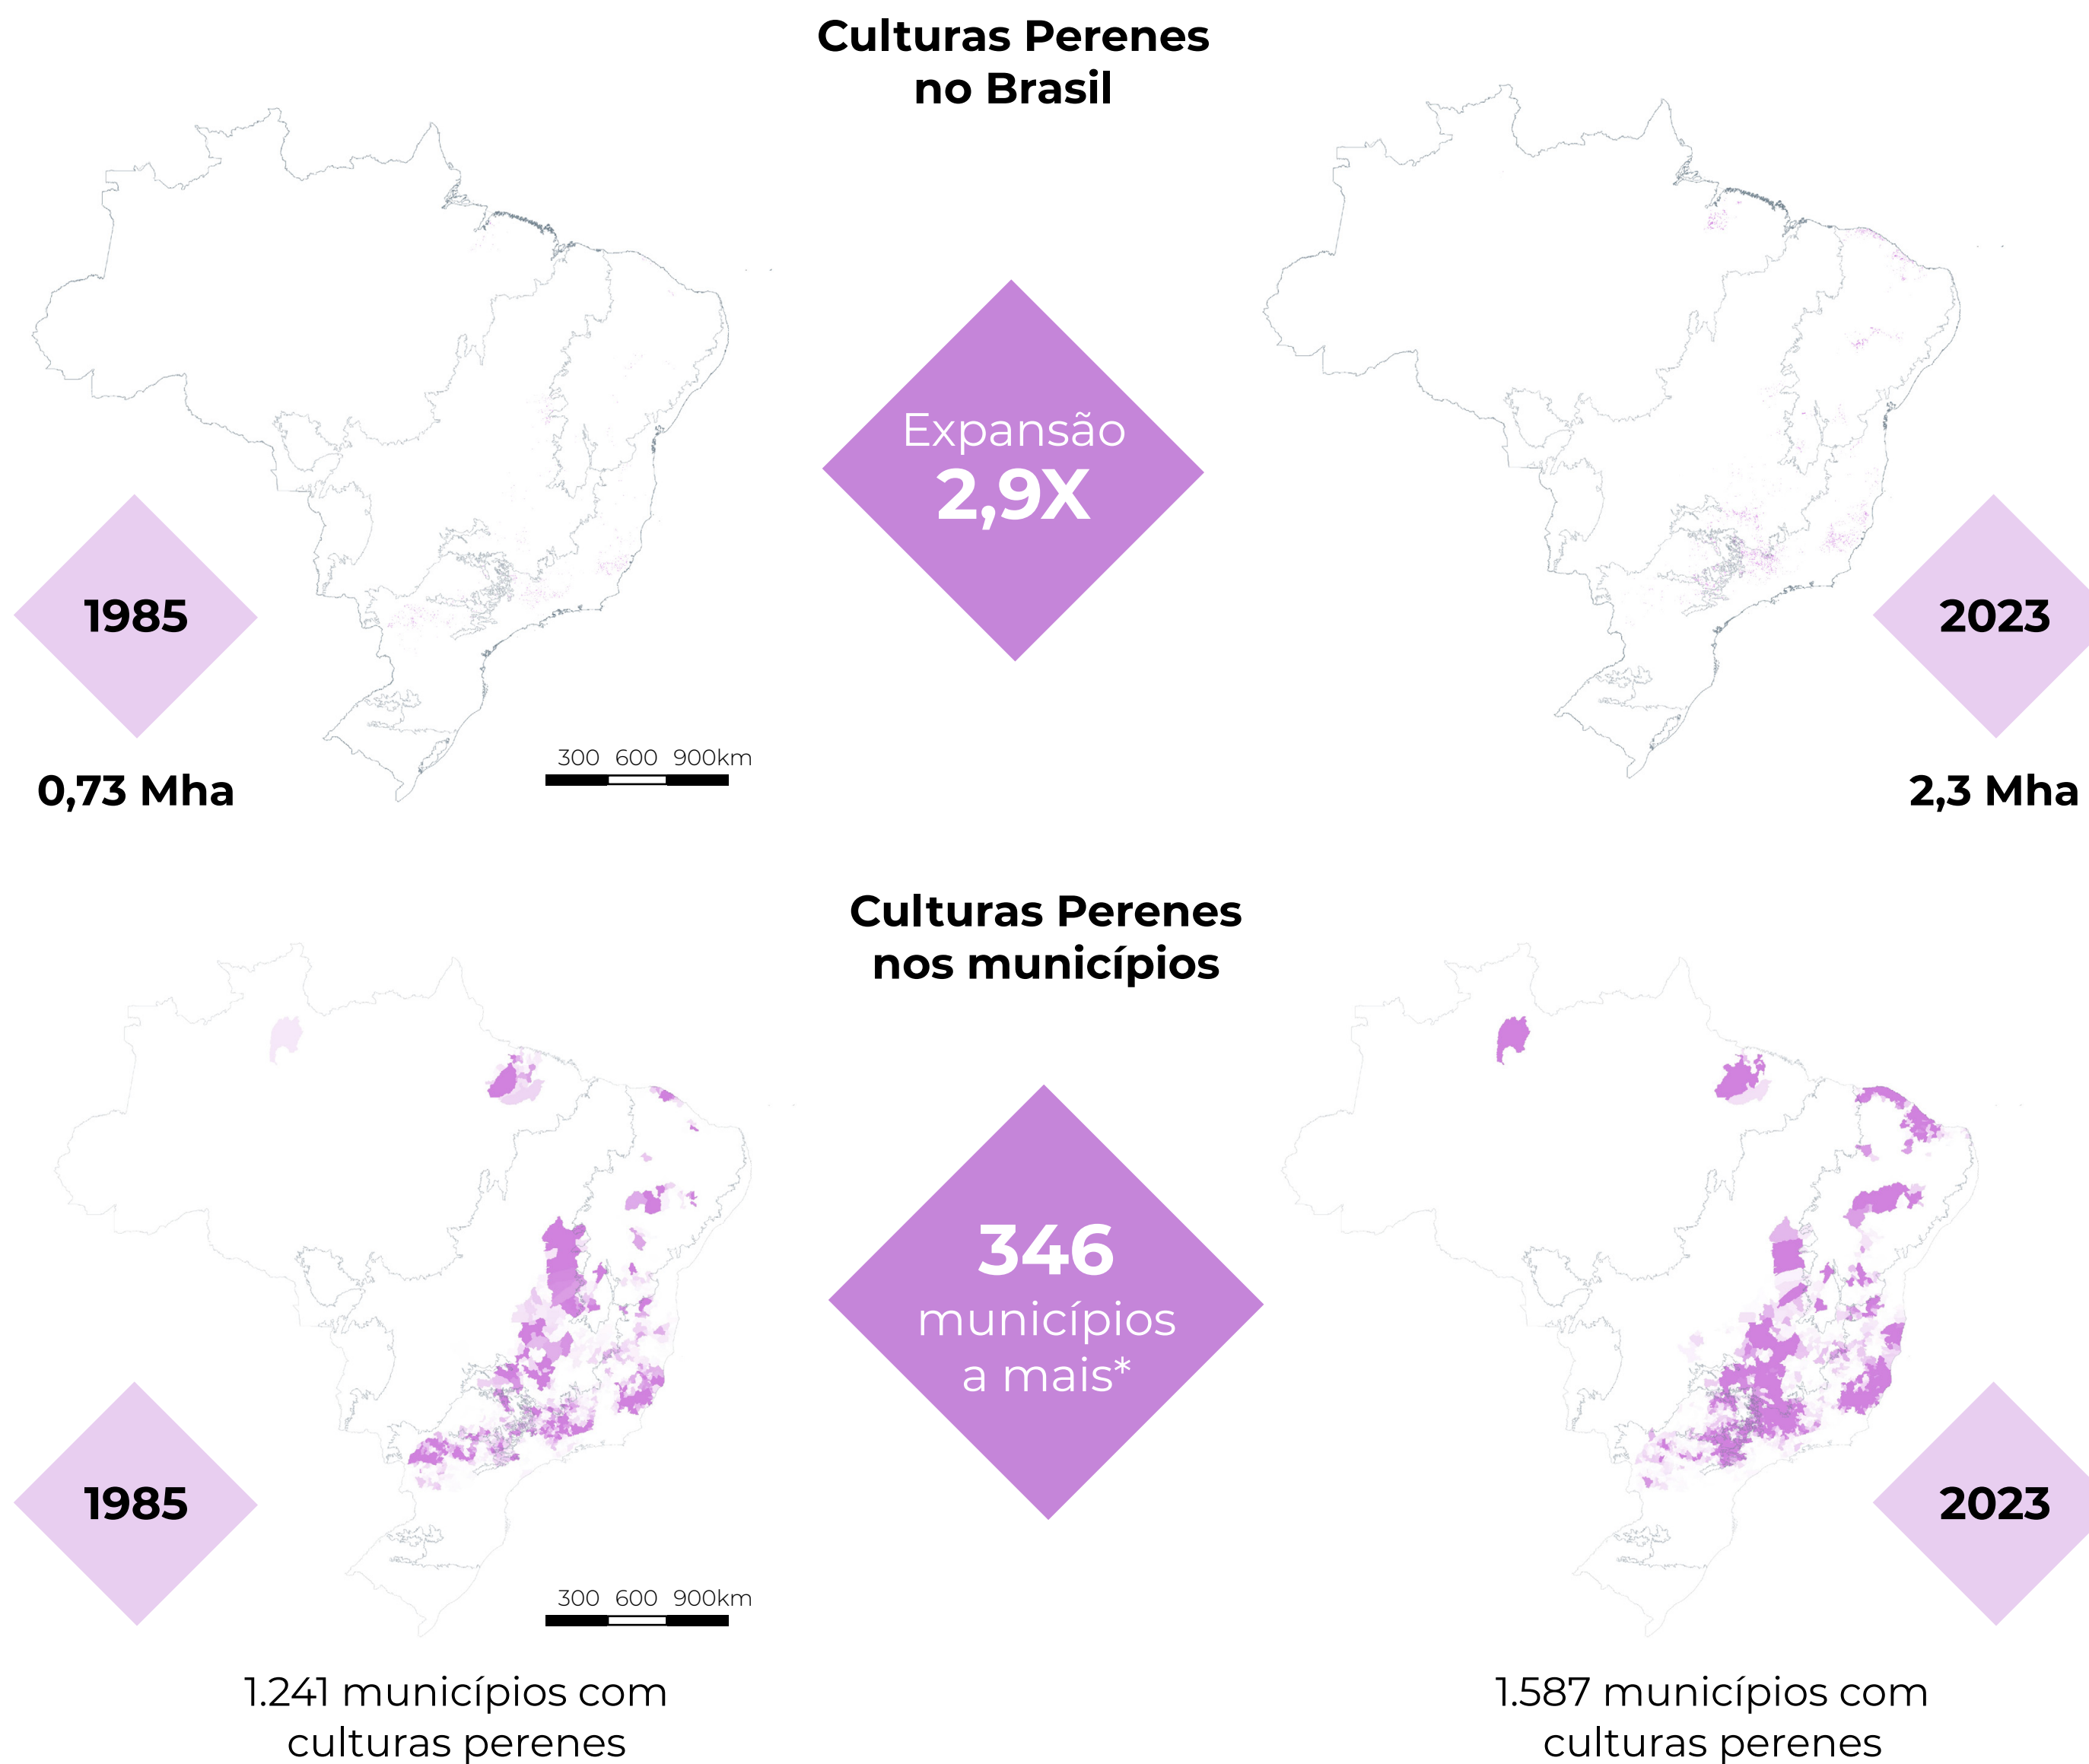 Culturas Perenes
no Brasil
Expansão
2,9X
1985
0,73 Mha
300 600 900km
2023
2,3 Mha
Culturas Perenes
nos municípios
346
municípios
a mais*
1985
300 600 900km
1.241 municípios com
culturas perenes
2023
1.587 municípios com
culturas perenes